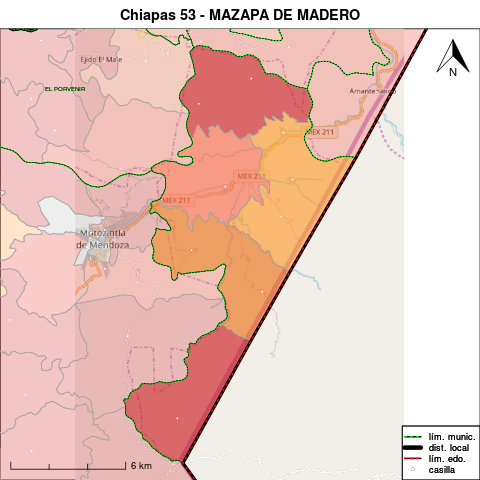 Chiapas 53 - MAZAPA DE MADERO
Ejido El Male
N
EL PORVENIR
MEX 211
MEX 211
MEX 211
Motozintla
de Mendoza
lím. munic.
dist. local
lím. edo.
casilla
6 km